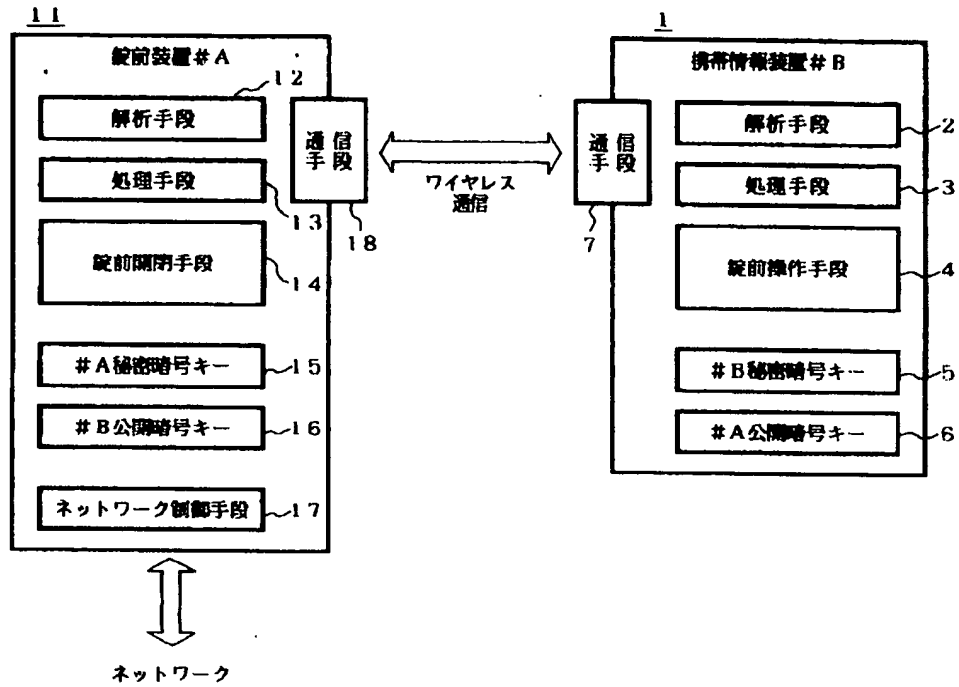 11
錠前装置#A
12
解析手段
処理手段
13
錠前開閉手段
14
#A秘密暗号キー
15
#B公開暗号キー
16
ネットワーク制御手段
17
通信
手段
18
ネットワーク
ワイヤレス
通信
1
携帯情報装置#B
通信
手段
7
解析手段
2
処理手段
3
錠前操作手段
4
#B秘密暗号キー
5
#A公開暗号キー
6